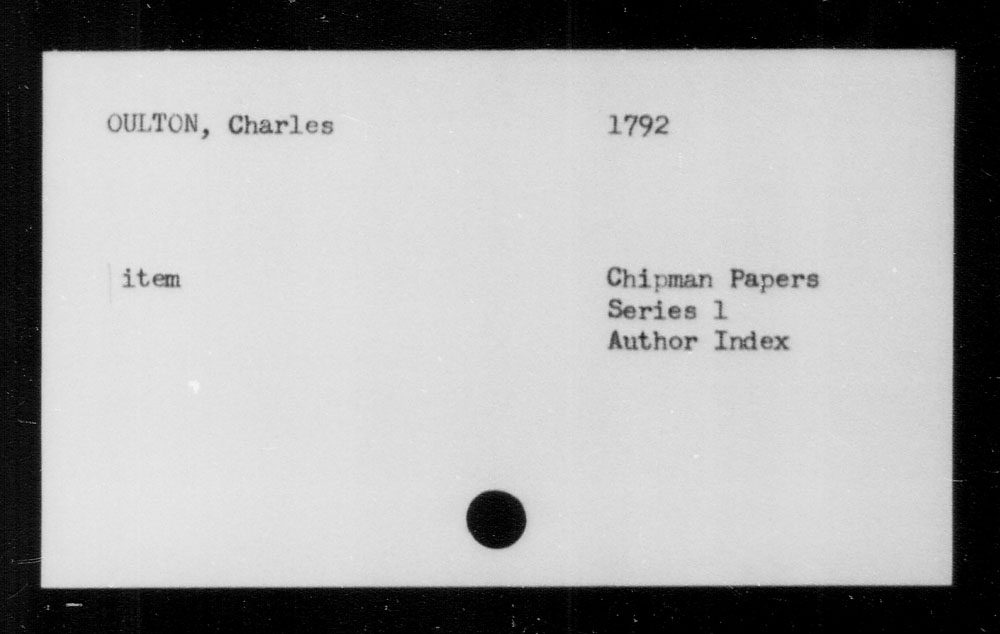 OULTON, Charles 1792
item Chipman Papers
Series 1
Author Index